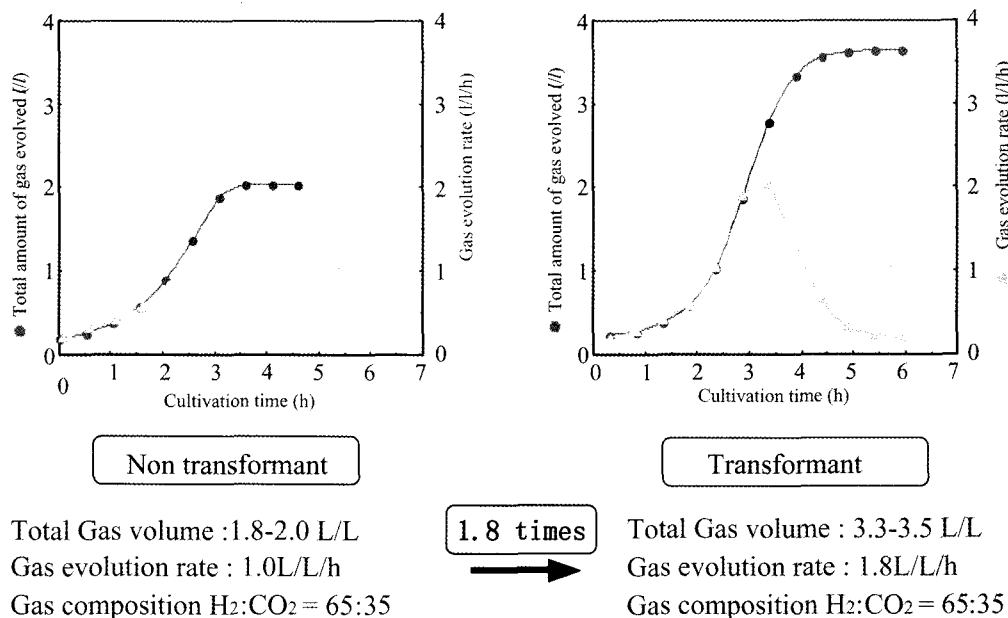 4
3
2
1
0
Total amount of gas evolved (l/l)
4
3
2
1
0
Gas evolution rate (l/l/h)
0 1 2 3 4 5 6 7
Cultivation time (h)
4
3
2
1
0
Total amount of gas evolved (l/l)
4
3
2
1
0
Gas evolution rate (l/l/h)
0 1 2 3 4 5 6 7
Cultivation time (h)
Non transformant
Transformant
Total Gas volume :1.8-2.0 L/L
Gas evolution rate : 1.0L/L/h
Gas composition H2:CO2 = 65:35
1.8 times
Total Gas volume : 3.3-3.5 L/L
Gas evolution rate : 1.8L/L/h
Gas composition H2:CO2 = 65:35